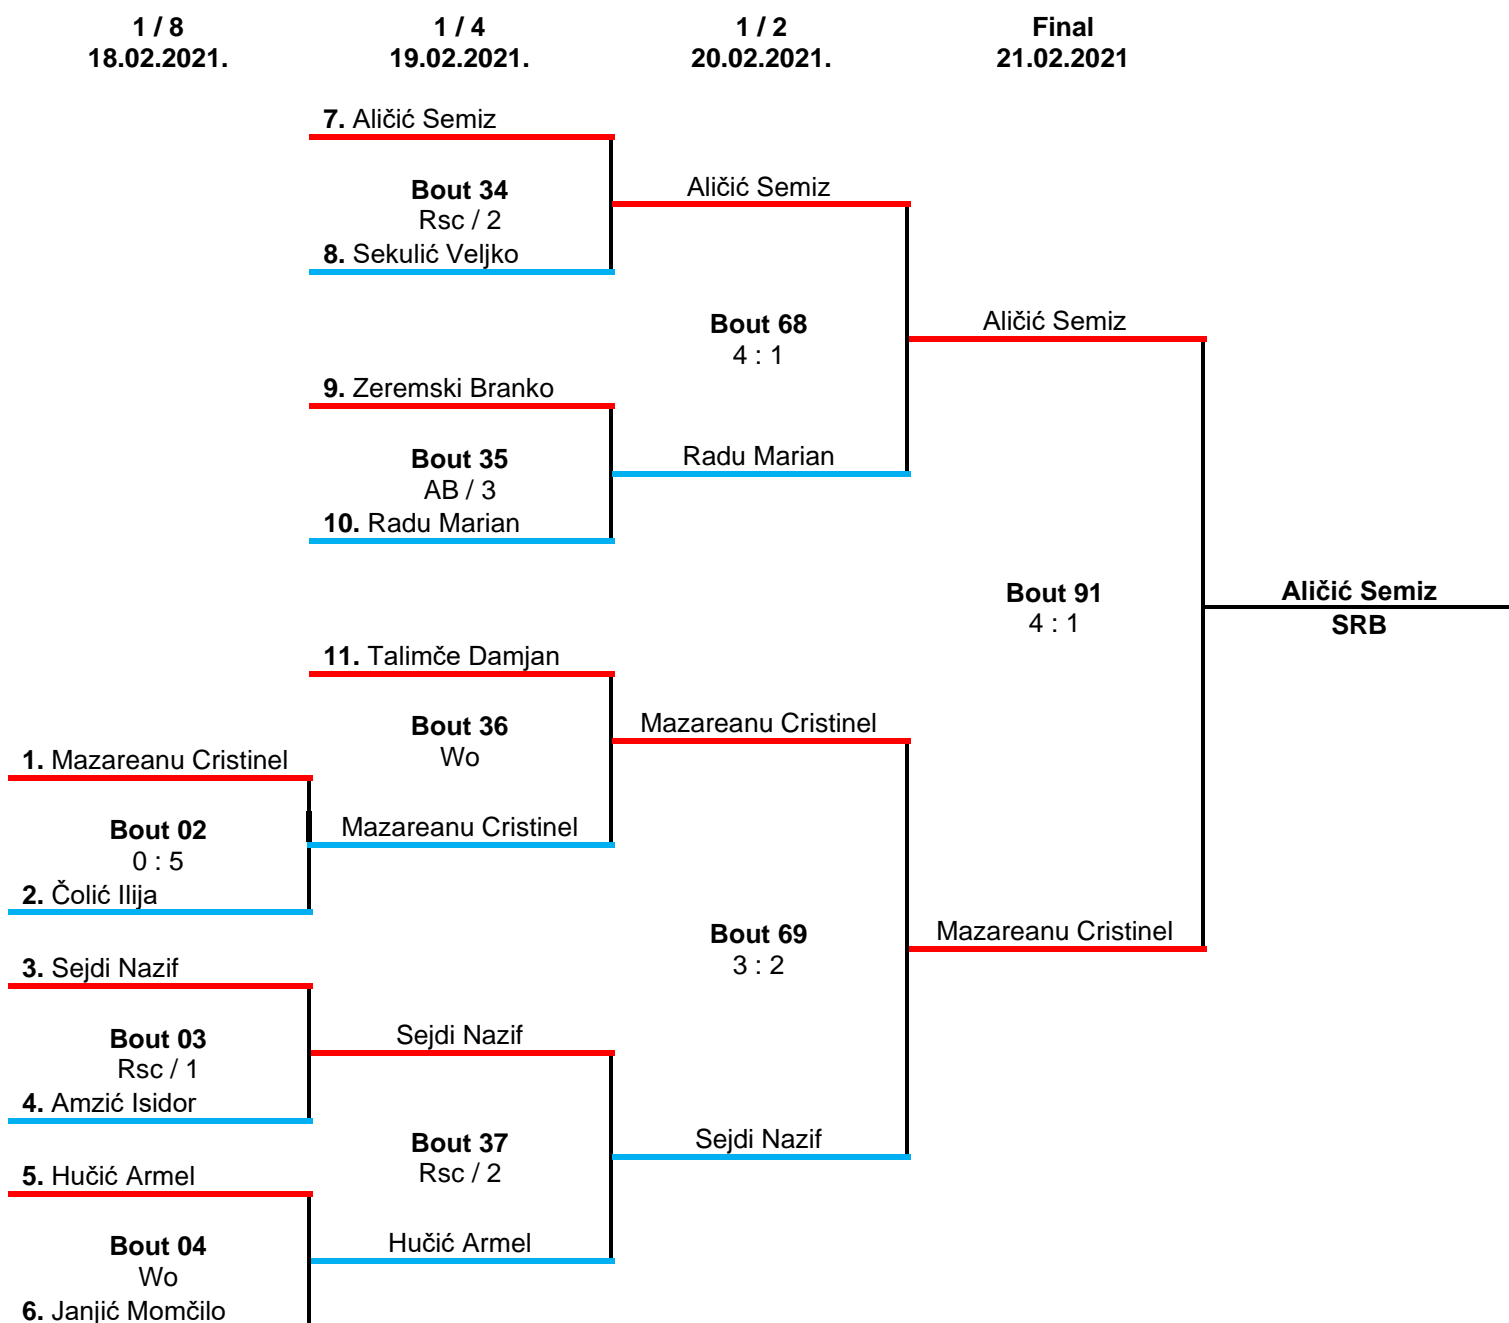 1 / 8
18.02.2021.
1 / 4
19.02.2021.
1 / 2
20.02.2021.
Final
21.02.2021
7. Aličić Semiz
Bout 34
Rsc / 2
8. Sekulić Veljko
Aličić Semiz
Bout 68
4 : 1
Aličić Semiz
9. Zeremski Branko
Bout 35
AB / 3
10. Radu Marian
Radu Marian
Bout 91
4 : 1
Aličić Semiz
SRB
11. Talimče Damjan
Bout 36
Wo
Mazareanu Cristinel
1. Mazareanu Cristinel
Bout 02
0 : 5
2. Čolić Ilija
Mazareanu Cristinel
Bout 69
3 : 2
Mazareanu Cristinel
3. Sejdi Nazif
Bout 03
Rsc / 1
4. Amzić Isidor
Sejdi Nazif
Bout 37
Rsc / 2
Sejdi Nazif
5. Hučić Armel
Bout 04
Wo
6. Janjić Momčilo
Hučić Armel